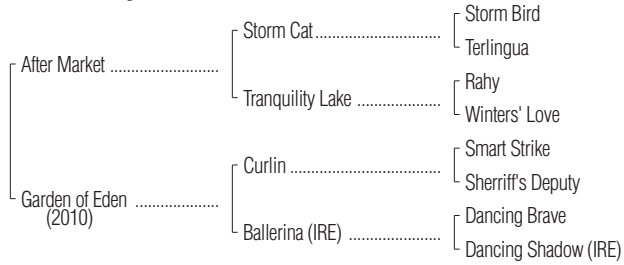 Storm Bird
Storm Cat
Terlingua
After Market
Rahy
Tranquility Lake
Winters' Love
Smart Strike
Curlin
Sherriff's Deputy
Garden of Eden
(2010)
Dancing Brave
Ballerina (IRE)
Dancing Shadow (IRE)